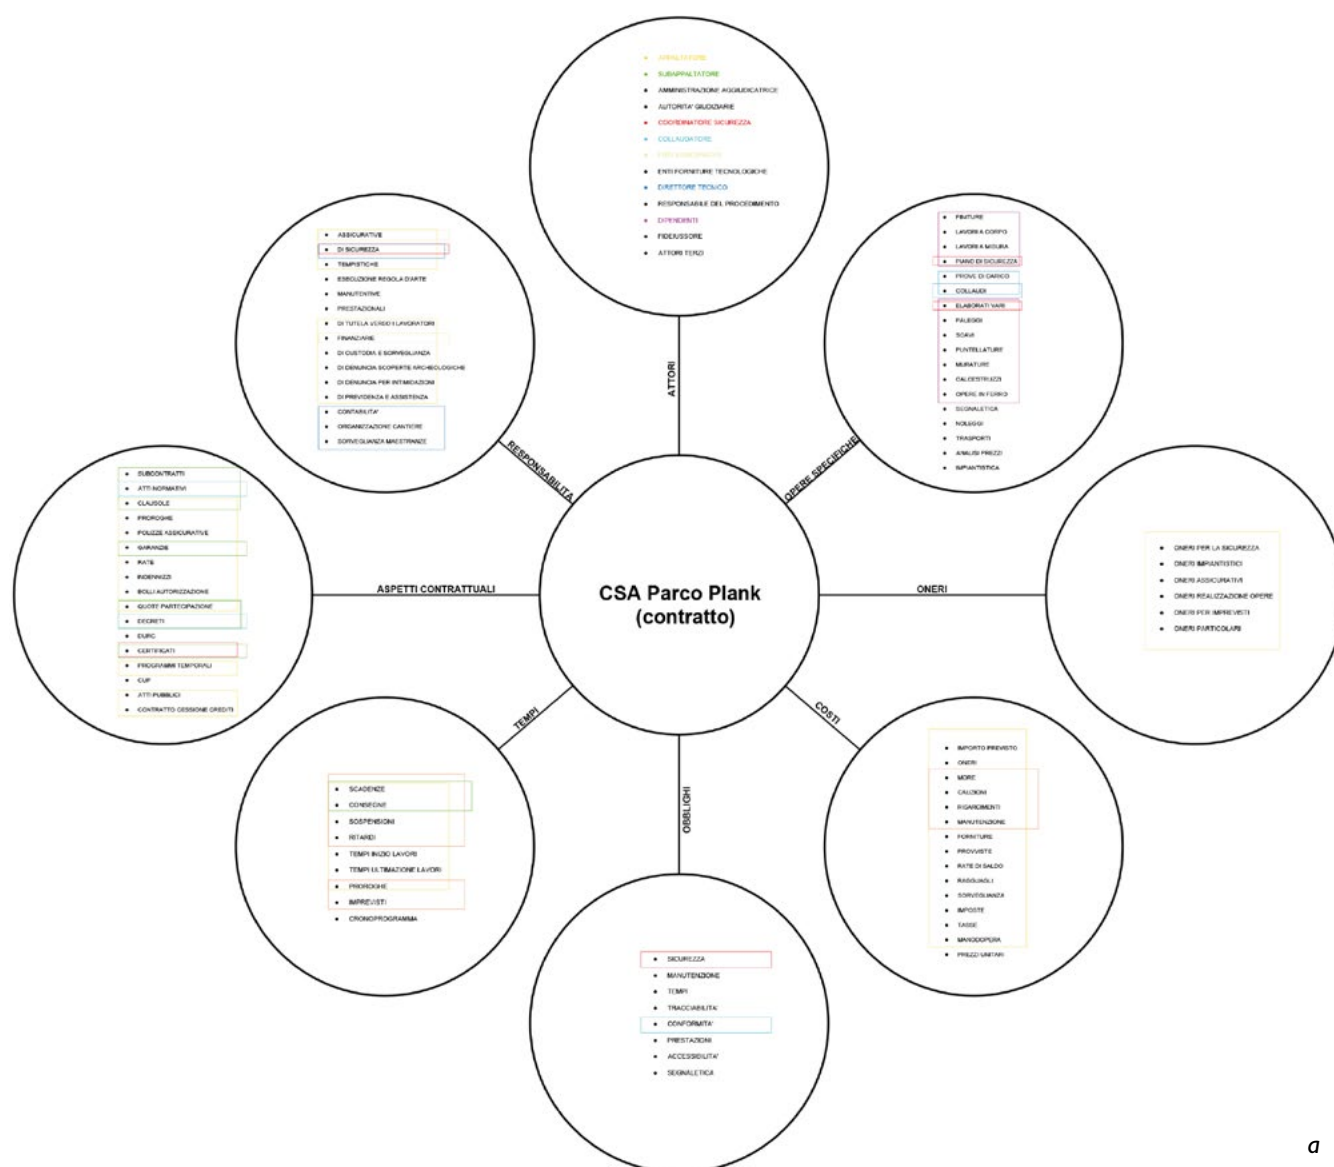 APPALTATORE
SUBAPPALTATORE
AMMINISTRAZIONE AGGIUDICATRICE
AUTORITA' GIUDIZIARIE
COORDINATORE SICUREZZA
COLLAUDATORE
ENTI FORNITURE TECNOLOGICHE
DIRETTORE TECNICO
RESPONSABILE DEL PROCEDIMENTO
DIPENDENTI
FIDEIUSSORE
ATTORI TERZI
ATTORI
ASSICURATIVE
DI SICUREZZA
TEMPISTICHE
ESECUZIONE REGOLA D'ARTE
MANUTENTIVE
PRESTAZIONALI
DI TUTELA VERSO I LAVORATORI
FINANZIARIE
DI CUSTODIA E SORVEGLIANZA
DI DENUNCIA SCOPERTE ARCHEOLOGICHE
DI DENUNCIA PER INTIMIDAZIONI
DI PREVIDENZA E ASSISTENZA
CONTABILITA'
ORGANIZZAZIONE CANTIERE
SORVEGLIANZA MAESTRANZE
RESPONSABILITA'
FINITURE
LAVORI A CORPO
LAVORI A MISURA
PIANO DI SICUREZZA
PROVE DI CARICO
COLLAUDI
ELABORATI VARI
PALEGGI
SCAVI
PUNTELLATURE
MURATURE
CALCESTRUZZI
OPERE IN FERRO
SEGNALETICA
NOLEGGI
TRASPORTI
ANALISI PREZZI
IMPIANTISTICA
OPERE SPECIFICHE
SUBCONTRATTI
ATTI NORMATIVI
CLAUSOLE
PROROGHE
POLIZZE ASSICURATIVE
GARANZIE
RATE
INDENNIZZI
BOLLI AUTORIZZAZIONE
QUOTE PARTECIPAZIONE
DECRETI
DURC
CERTIFICATI
PROGRAMMI TEMPORALI
CUP
ATTI PUBBLICI
CONTRATTO CESSIONE CREDITI
ASPETTI CONTRATTUALI
CSA Parco Plank
(contratto)
ONERI
ONERI PER LA SICUREZZA
ONERI IMPIANTISTICI
ONERI ASSICURATIVI
ONERI REALIZZAZIONE OPERE
ONERI PER IMPREVISTI
ONERI PARTICOLARI
TEMPI
SCADENZE
CONSEGNE
SOSPENSIONI
RITARDI
TEMPI INIZIO LAVORI
TEMPI ULTIMAZIONE LAVORI
PROROGHE
IMPREVISTI
CRONOPROGRAMMA
COSTI
IMPORTO PREVISTO
ONERI
MORE
CAUZIONI
RISARCIMENTI
MANUTENZIONE
FORNITURE
PROVVISTE
RATE DI SALDO
RAGGUAGLI
SORVEGLIANZA
IMPOSTE
TASSE
MANODOPERA
PREZZI UNITARI
OBBLIGHI
SICUREZZA
MANUTENZIONE
TEMPI
TRACCIABILITA'
CONFORMITA'
PRESTAZIONI
ACCESSIBILITA'
SEGNALETICA
a